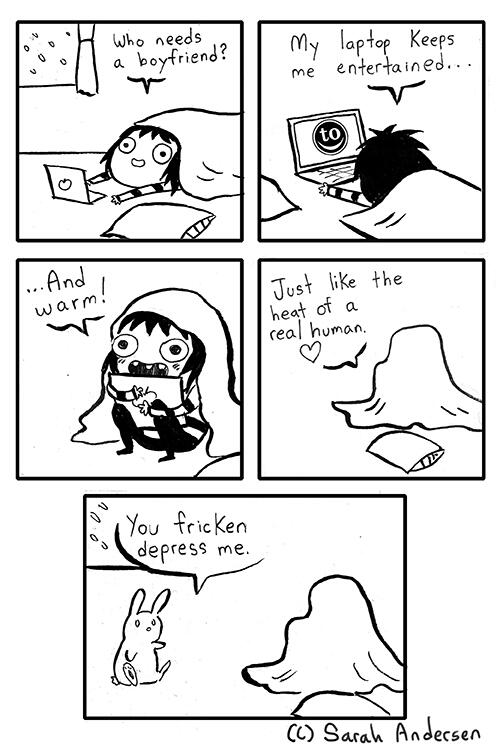 Who needs
a boyfriend?
My laptop keeps
me entertained...
to
...And
warm!
Just like the
heat of a
real human.
You fricken
depress me.
(C) Sarah Andersen